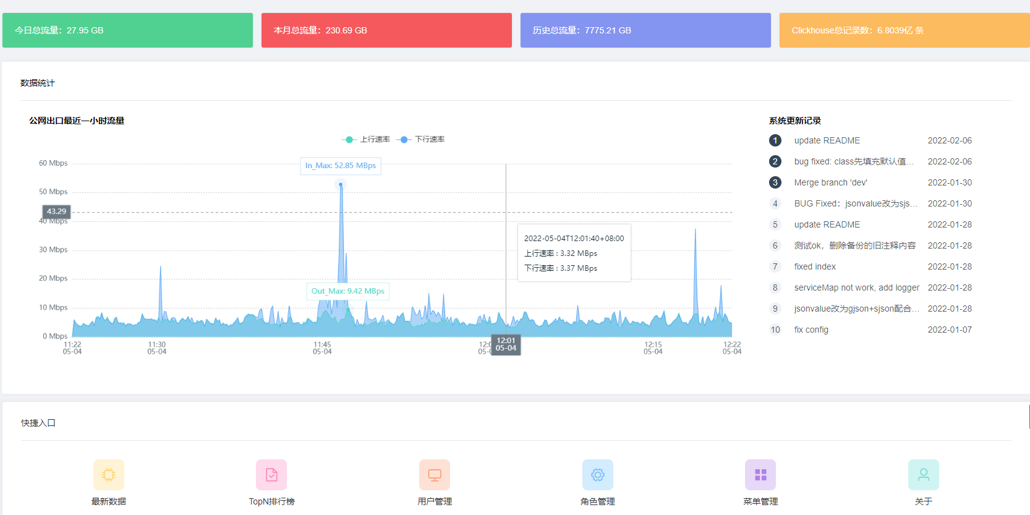 今日总流量：27.95 GB
本月总流量：230.69 GB
历史总流量：7775.21 GB
Clickhouse总记录数：6.8039亿 条
数据统计
公网出口最近一小时流量
上行速率
下行速率
60 Mbps
50 Mbps
40 Mbps
30 Mbps
20 Mbps
10 Mbps
0 Mbps
43.29
In_Max: 52.85 MBps
Out_Max: 9.42 MBps
2022-05-04T12:01:40+08:00
上行速率 : 3.32 MBps
下行速率 : 3.37 MBps
11:22
05-04
11:30
05-04
11:45
05-04
12:01
05-04
12:15
05-04
12:22
05-04
系统更新记录
1 update README 2022-02-06
2 bug fixed: class先填充默认值... 2022-02-06
3 Merge branch 'dev' 2022-01-30
4 BUG Fixed：jsonvalue改为sjs... 2022-01-30
5 update README 2022-01-28
6 测试ok，删除备份的旧注释内容 2022-01-28
7 fixed index 2022-01-28
8 serviceMap not work, add logger 2022-01-28
9 jsonvalue改为gjson+sjson配合... 2022-01-28
10 fix config 2022-01-07
快捷入口
最新数据
TopN排行榜
用户管理
角色管理
菜单管理
关于